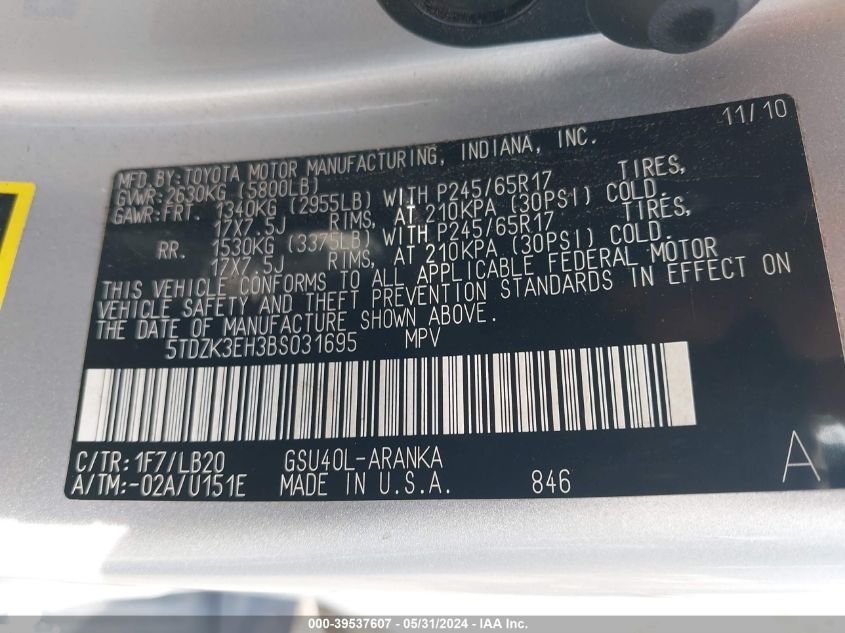 11/10
MFD BY: TOYOTA MOTOR MANUFACTURING, INDIANA, INC.
GVWR: 2630KG (5800LB)
GAWR: FRT. 1340KG (2955LB) WITH P245/65R17 TIRES,
17X7.5J RIMS, AT 210KPA (30PSI) COLD.
RR. 1530KG (3375LB) WITH P245/65R17 TIRES,
17X7.5J RIMS, AT 210KPA (30PSI) COLD.
THIS VEHICLE CONFORMS TO ALL APPLICABLE FEDERAL MOTOR
VEHICLE SAFETY AND THEFT PREVENTION STANDARDS IN EFFECT ON
THE DATE OF MANUFACTURE SHOWN ABOVE.
5TDZK3EH3BS031695 MPV
C/TR: 1F7/LB20 GSU40L-ARANKA
A/TM:-02A/U151E MADE IN U.S.A. 846 A
000-39537607 - 05/31/2024 - IAA Inc.